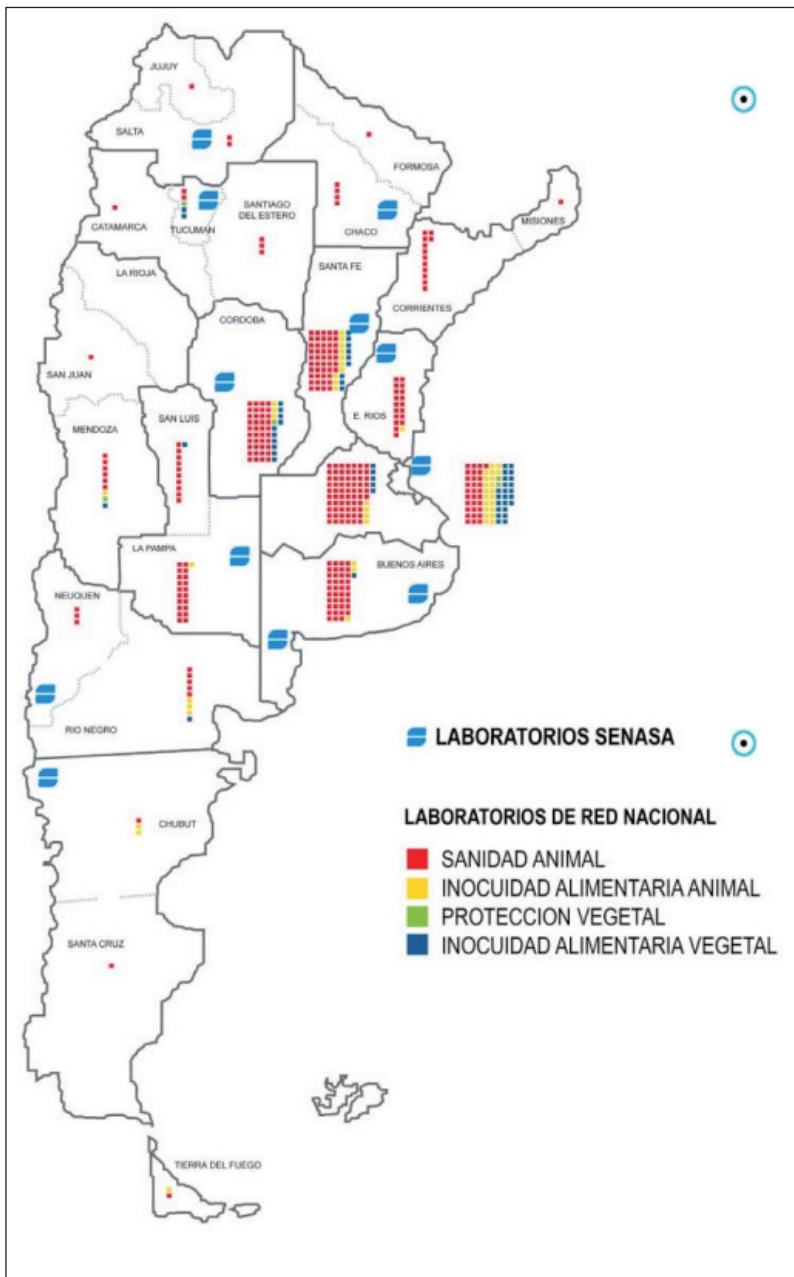 JUJUY
SALTA
FORMOSA
CATAMARCA
TUCUMAN
SANTIAGO
DEL ESTERO
CHACO
MISIONES
LA RIOJA
SANTA FE
CORRIENTES
CORDOBA
SAN JUAN
MENDOZA
SAN LUIS
E. RIOS
LA PAMPA
BUENOS AIRES
NEUQUEN
RIO NEGRO
LABORATORIOS SENASA
CHUBUT
LABORATORIOS DE RED NACIONAL
SANIDAD ANIMAL
INOCUIDAD ALIMENTARIA ANIMAL
PROTECCION VEGETAL
INOCUIDAD ALIMENTARIA VEGETAL
SANTA CRUZ
TIERRA DEL FUEGO